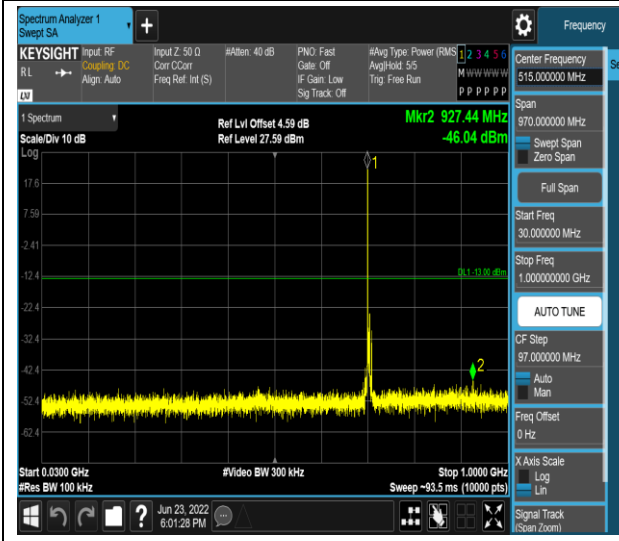 Spectrum Analyzer 1
Swept SA
+
Frequency
KEYSIGHT
RL
LXI
Input: RF
Coupling: DC
Align: Auto
Input Z: 50 Ω
Corr CCorr
Freq Ref: Int (S)
#Atten: 40 dB
PNO: Fast
Gate: Off
IF Gain: Low
Sig Track: Off
#Avg Type: Power (RMS
Avg|Hold: 5/5
Trig: Free Run
1 2 3 4 5 6
M W W W W W
P P P P P P
1 Spectrum
Scale/Div 10 dB
Ref Lvl Offset 4.59 dB
Ref Level 27.59 dBm
Mkr2 927.44 MHz
-46.04 dBm
Log
17.6
7.59
-2.41
-12.4
-22.4
-32.4
-42.4
-52.4
-62.4
1
DL1 -13.00 dBm
2
Start 0.0300 GHz
#Res BW 100 kHz
#Video BW 300 kHz
Stop 1.0000 GHz
Sweep ~93.5 ms (10000 pts)
Center Frequency
515.000000 MHz
Span
970.000000 MHz
Swept Span
Zero Span
Full Span
Start Freq
30.000000 MHz
Stop Freq
1.000000000 GHz
AUTO TUNE
CF Step
97.000000 MHz
Auto
Man
Freq Offset
0 Hz
X Axis Scale
Log
Lin
Signal Track
(Span Zoom)
Se
?
Jun 23, 2022
6:01:28 PM